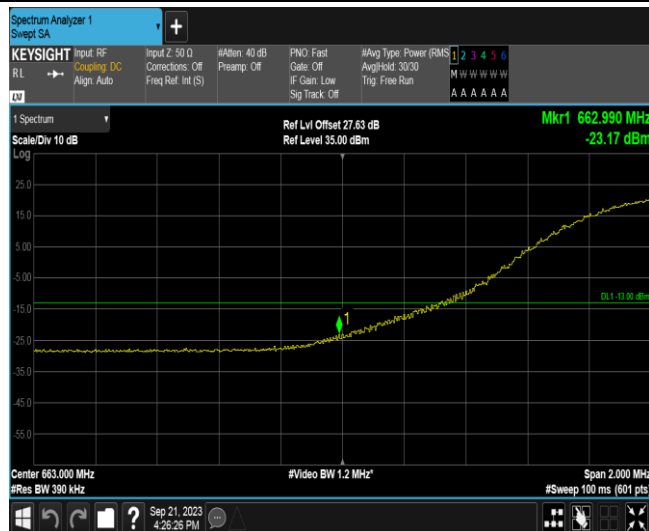 Spectrum Analyzer 1
Swept SA
+
KEYSIGHT
RL
LXI
Input: RF
Coupling: DC
Align: Auto
Input Z: 50 Ω
Corrections: Off
Freq Ref: Int (S)
#Atten: 40 dB
Preamp: Off
PNO: Fast
Gate: Off
IF Gain: Low
Sig Track: Off
#Avg Type: Power (RMS
Avg|Hold: 30/30
Trig: Free Run
1 2 3 4 5 6
M W W W W W
A A A A A A
1 Spectrum
Scale/Div 10 dB
Ref Lvl Offset 27.63 dB
Ref Level 35.00 dBm
Mkr1 662.990 MHz
-23.17 dBm
Log
25.0
15.0
5.00
-5.00
-15.0
-25.0
-35.0
-45.0
-55.0
DL1 -13.00 dBm
1
Center 663.000 MHz
#Res BW 390 kHz
#Video BW 1.2 MHz*
Span 2.000 MHz
#Sweep 100 ms (601 pts)
?
Sep 21, 2023
4:26:26 PM